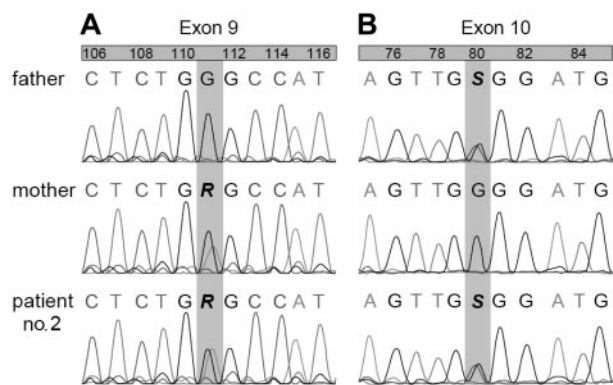 A Exon 9 B Exon 10
106 108 110 112 114 116 76 78 80 82 84
father C T C T G G G C C A T A G T T G S G G A T G
mother C T C T G R G C C A T A G T T G G G G A T G
patient C T C T G R G C C A T A G T T G S G G A T G
no. 2